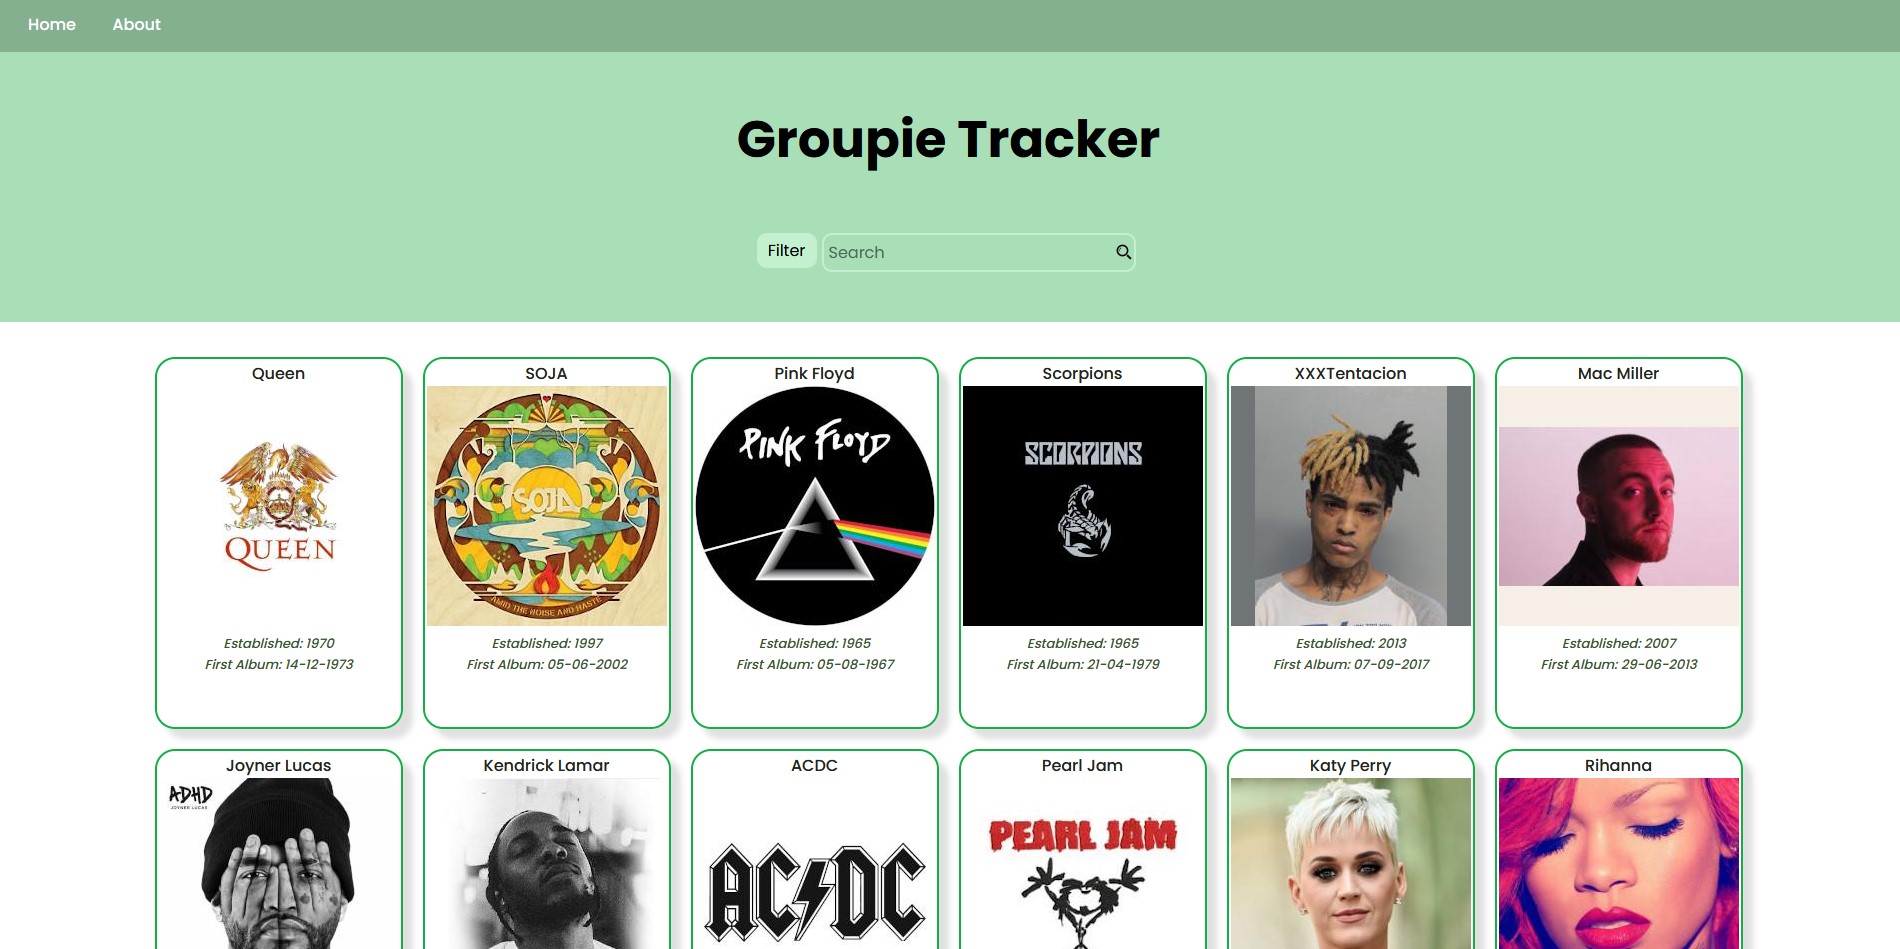 Home About
Groupie Tracker
Filter Search
Queen SOJA Pink Floyd Scorpions XXXTentacion Mac Miller
PINK FLOYD
SCORPIONS
SOJA
QUEEN
AMID THE NOISE AND HASTE
Established: 1970 Established: 1997 Established: 1965 Established: 1965 Established: 2013 Established: 2007
First Album: 14-12-1973 First Album: 05-06-2002 First Album: 05-08-1967 First Album: 21-04-1979 First Album: 07-09-2017 First Album: 29-06-2013
Joyner Lucas Kendrick Lamar ACDC Pearl Jam Katy Perry Rihanna
ADHD
JOYNER LUCAS
PEARL JAM
AC DC